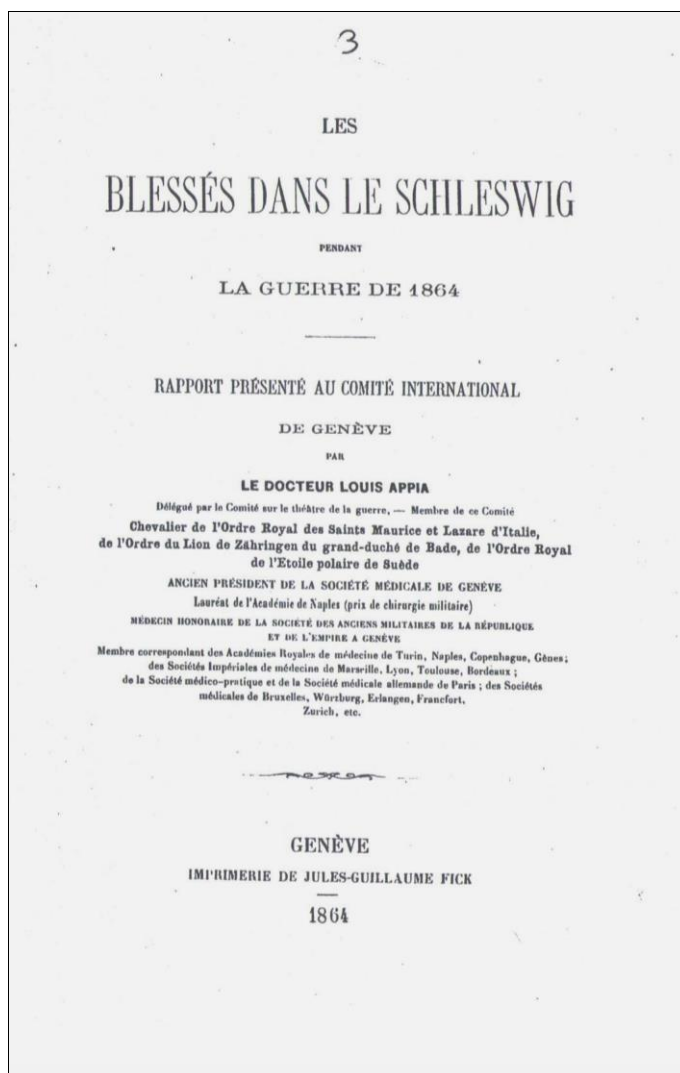 3
LES
BLESSÉS DANS LE SCHLESWIG
PENDANT
LA GUERRE DE 1864
RAPPORT PRÉSENTÉ AU COMITÉ INTERNATIONAL
DE GENÈVE
PAR
LE DOCTEUR LOUIS APPIA
Délégué par le Comité sur le théâtre de la guerre, — Membre de ce Comité
Chevalier de l'Ordre Royal des Saints Maurice et Lazare d'Italie,
de l'Ordre du Lion de Zähringen du grand-duché de Bade, de l'Ordre Royal
de l'Etoile polaire de Suède
ANCIEN PRÉSIDENT DE LA SOCIÉTÉ MÉDICALE DE GENÈVE
Lauréat de l'Académie de Naples (prix de chirurgie militaire)
MÉDECIN HONORAIRE DE LA SOCIÉTÉ DES ANCIENS MILITAIRES DE LA RÉPUBLIQUE
ET DE L'EMPIRE A GENÈVE
Membre correspondant des Académies Royales de médecine de Turin, Naples, Copenhague, Gênes;
des Sociétés Impériales de médecine de Marseille, Lyon, Toulouse, Bordeaux ;
de la Société médico-pratique et de la Société médicale allemande de Paris ; des Sociétés
médicales de Bruxelles, Würzburg, Erlangen, Francfort,
Zurich, etc.
GENÈVE
IMPRIMERIE DE JULES-GUILLAUME FICK
1864